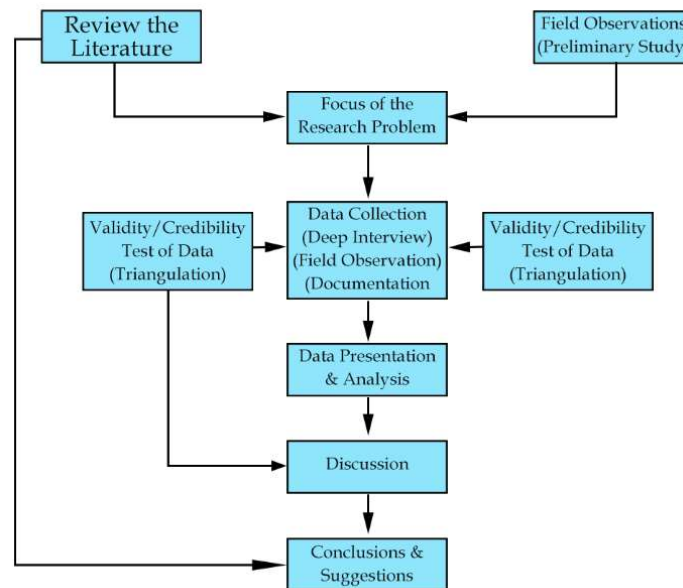 Review the
Literature
Field Observations
(Preliminary Study
Focus of the
Research Problem
Validity/Credibility
Test of Data
(Triangulation)
Data Collection
(Deep Interview)
(Field Observation)
(Documentation
Validity/Credibility
Test of Data
(Triangulation)
Data Presentation
& Analysis
Discussion
Conclusions &
Suggestions